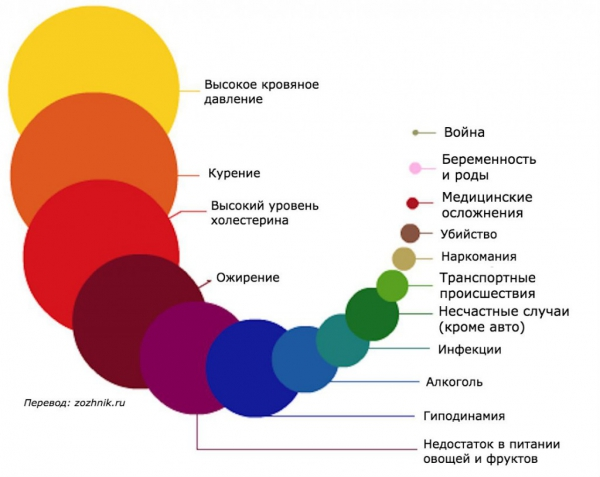 Высокое кровяное
давление
Курение
Высокий уровень
холестерина
Ожирение
Война
Беременность
и роды
Медицинские
осложнения
Убийство
Наркомания
Транспортные
происшествия
Несчастные случаи
(кроме авто)
Инфекции
Алкоголь
Гиподинамия
Недостаток в питании
овощей и фруктов
Перевод: zozhnik.ru